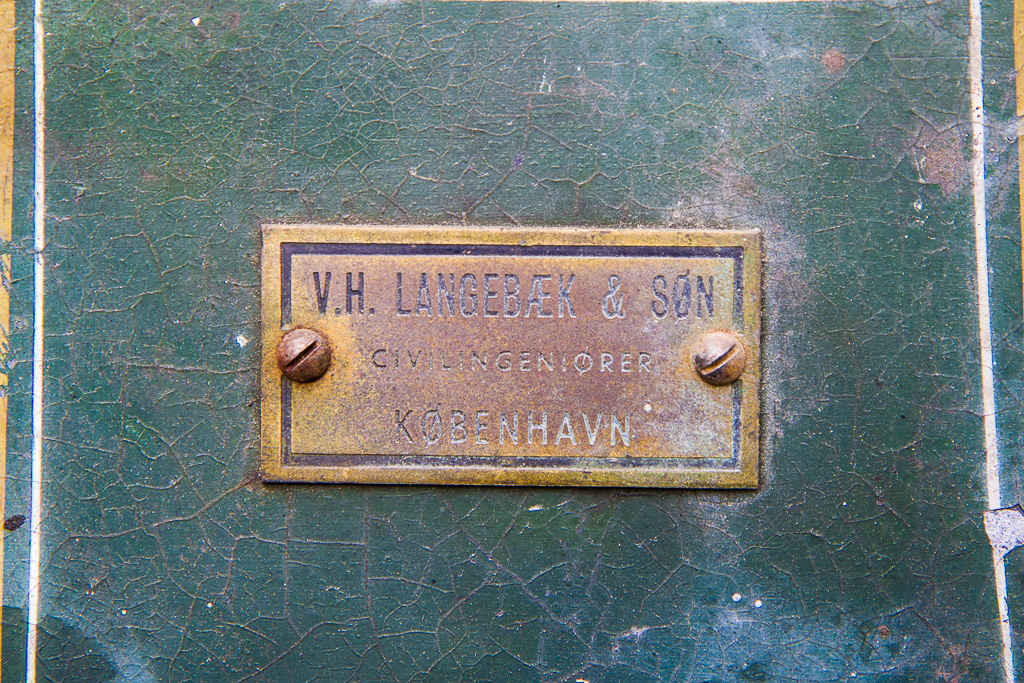 V.H. LANGEBÆK & SØN
CIVILINGENIØRER
KØBENHAVN